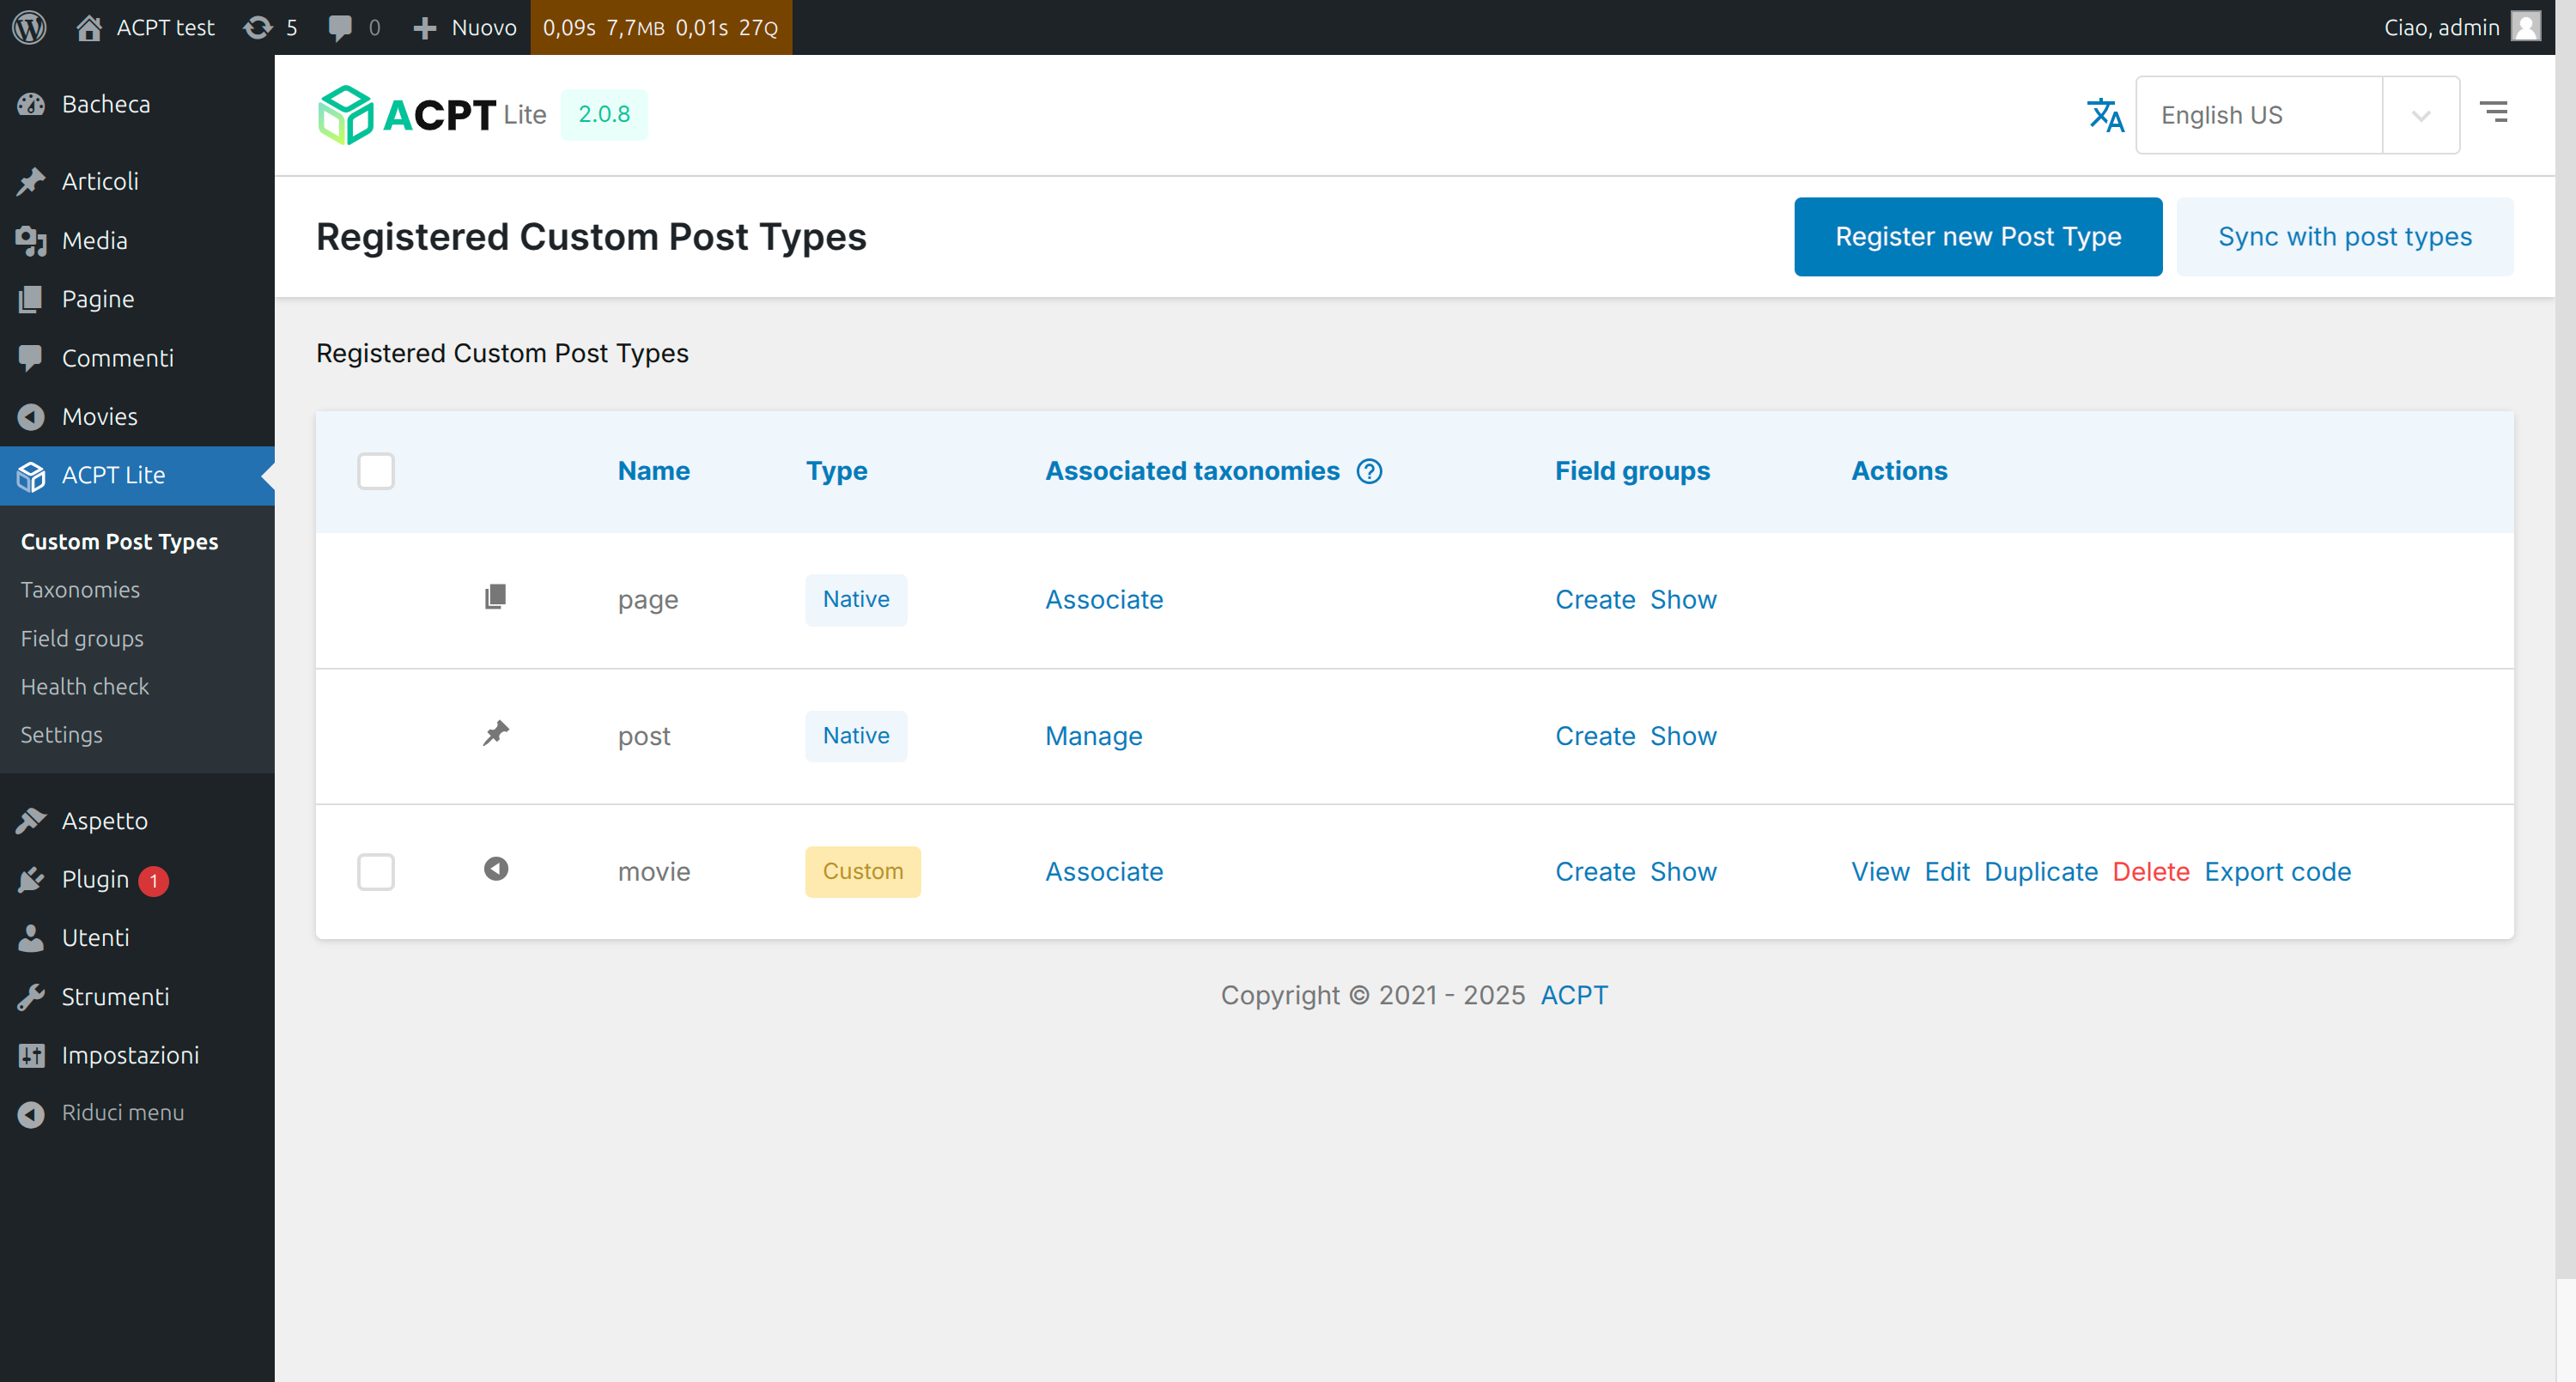 ACPT test 5 0 Nuovo 0,09s 7,7MB 0,01s 27Q Ciao, admin
Bacheca
Articoli
Media
Pagine
Commenti
Movies
ACPT Lite
Custom Post Types
Taxonomies
Field groups
Health check
Settings
Aspetto
Plugin 1
Utenti
Strumenti
Impostazioni
Riduci menu
ACPT Lite 2.0.8 English US
Registered Custom Post Types Register new Post Type Sync with post types
Registered Custom Post Types
Name Type Associated taxonomies Field groups Actions
page Native Associate Create Show
post Native Manage Create Show
movie Custom Associate Create Show View Edit Duplicate Delete Export code
Copyright © 2021 - 2025 ACPT